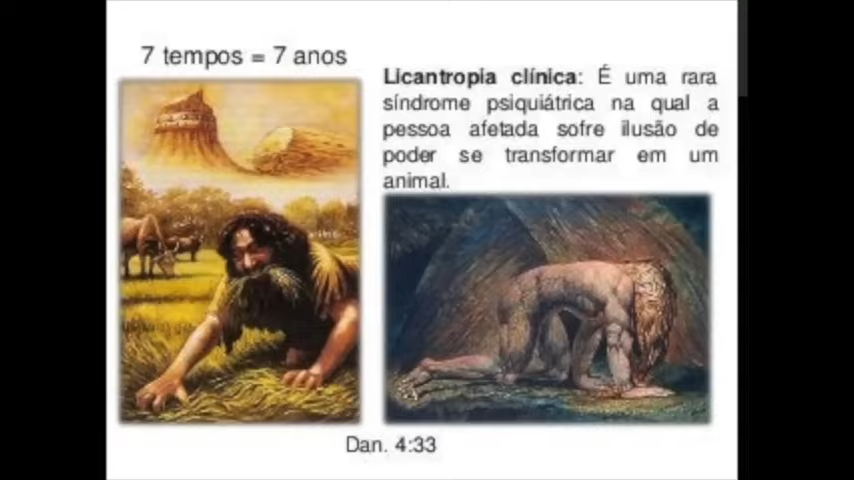 7 tempos = 7 anos
Licantropia clínica: É uma rara
síndrome psiquiátrica na qual a
pessoa afetada sofre ilusão de
poder se transformar em um
animal.
Dan. 4:33